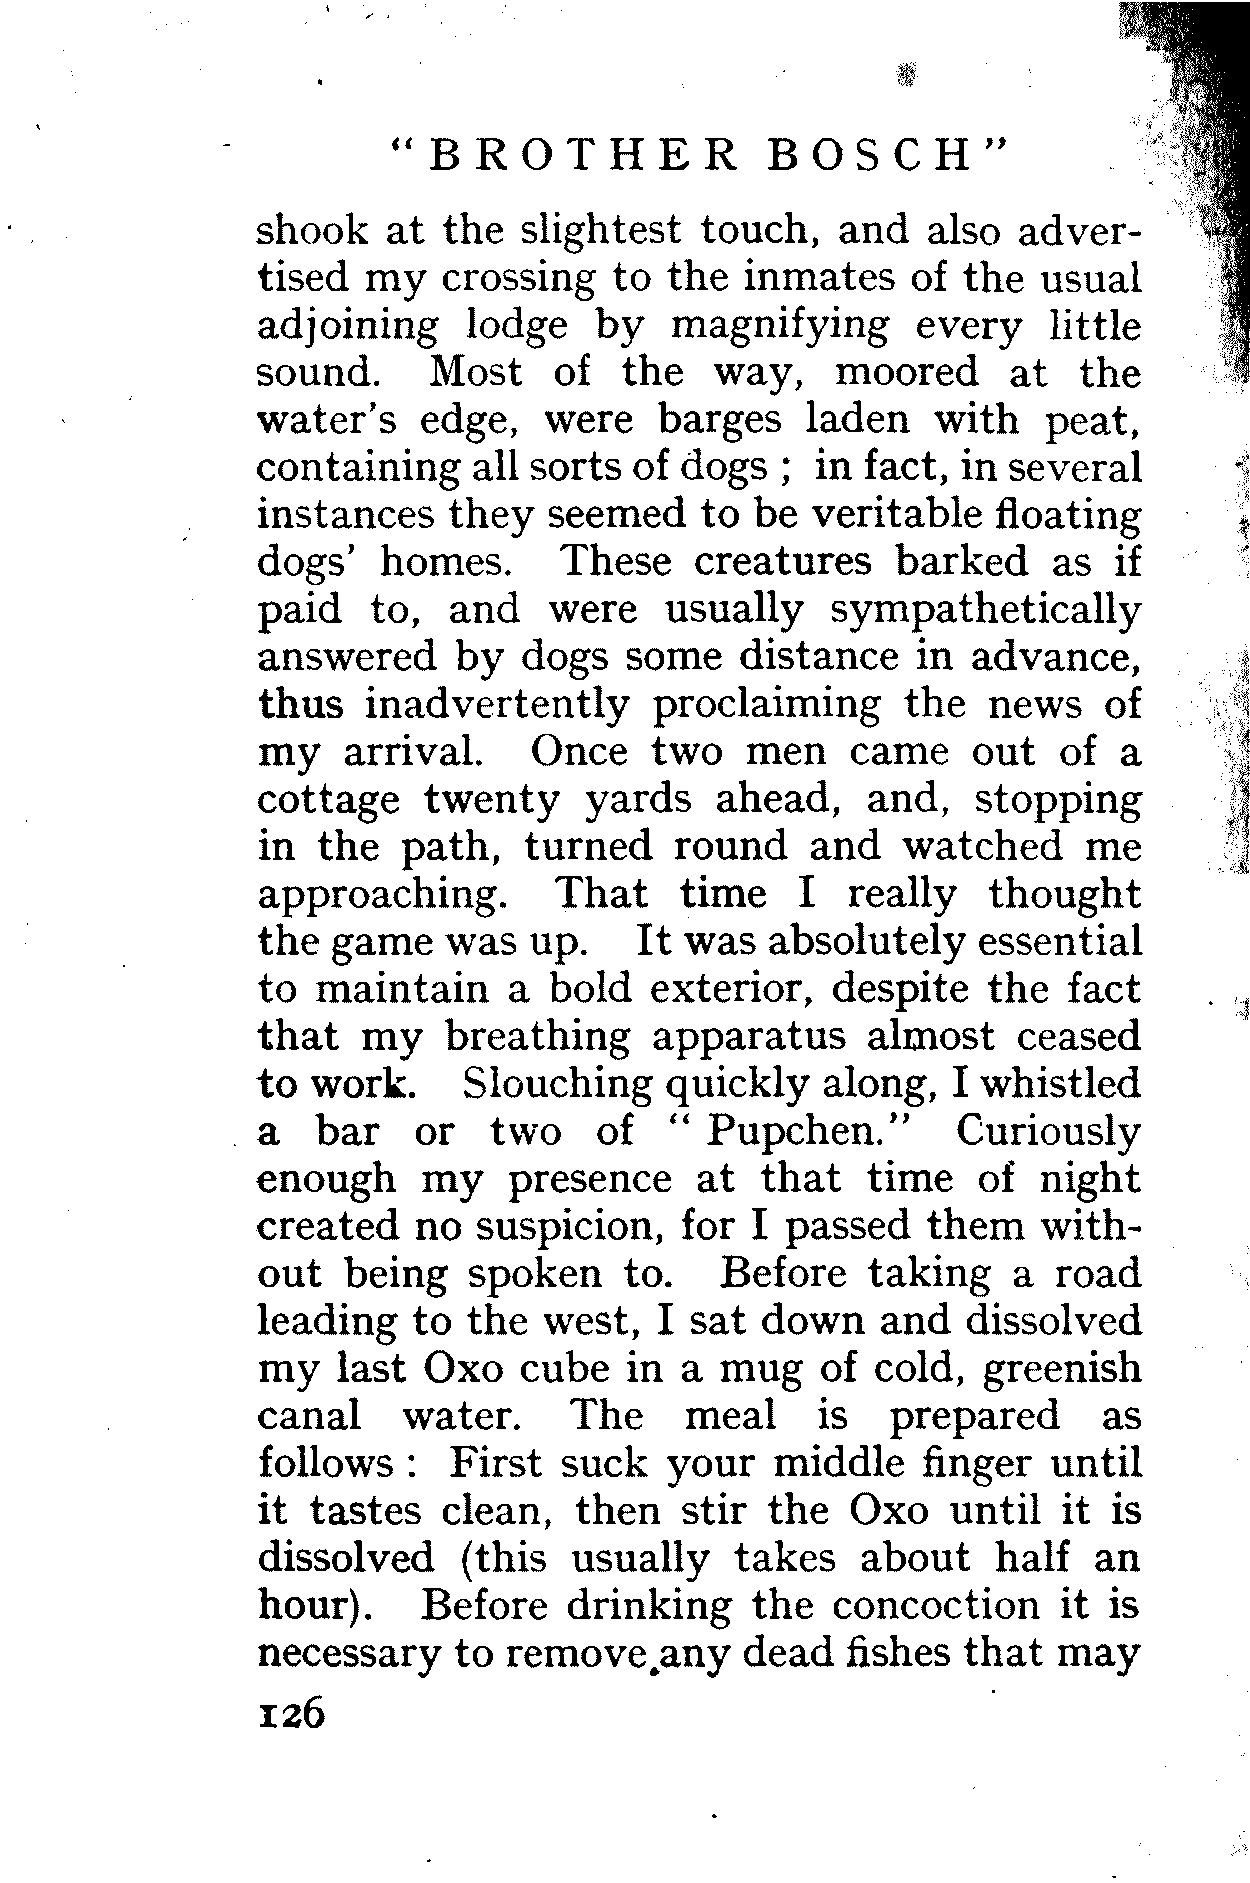 “BROTHER BOSCH”
shook at the slightest touch, and also adver-
tised my crossing to the inmates of the usual
adjoining lodge by magnifying every little
sound. Most of the way, moored at the
water's edge, were barges laden with peat,
containing all sorts of dogs ; in fact, in several
instances they seemed to be veritable floating
dogs' homes. These creatures barked as if
paid to, and were usually sympathetically
answered by dogs some distance in advance,
thus inadvertently proclaiming the news of
my arrival. Once two men came out of a
cottage twenty yards ahead, and, stopping
in the path, turned round and watched me
approaching. That time I really thought
the game was up. It was absolutely essential
to maintain a bold exterior, despite the fact
that my breathing apparatus almost ceased
to work. Slouching quickly along, I whistled
a bar or two of “ Pupchen.” Curiously
enough my presence at that time of night
created no suspicion, for I passed them with-
out being spoken to. Before taking a road
leading to the west, I sat down and dissolved
my last Oxo cube in a mug of cold, greenish
canal water. The meal is prepared as
follows : First suck your middle finger until
it tastes clean, then stir the Oxo until it is
dissolved (this usually takes about half an
hour). Before drinking the concoction it is
necessary to remove any dead fishes that may
126